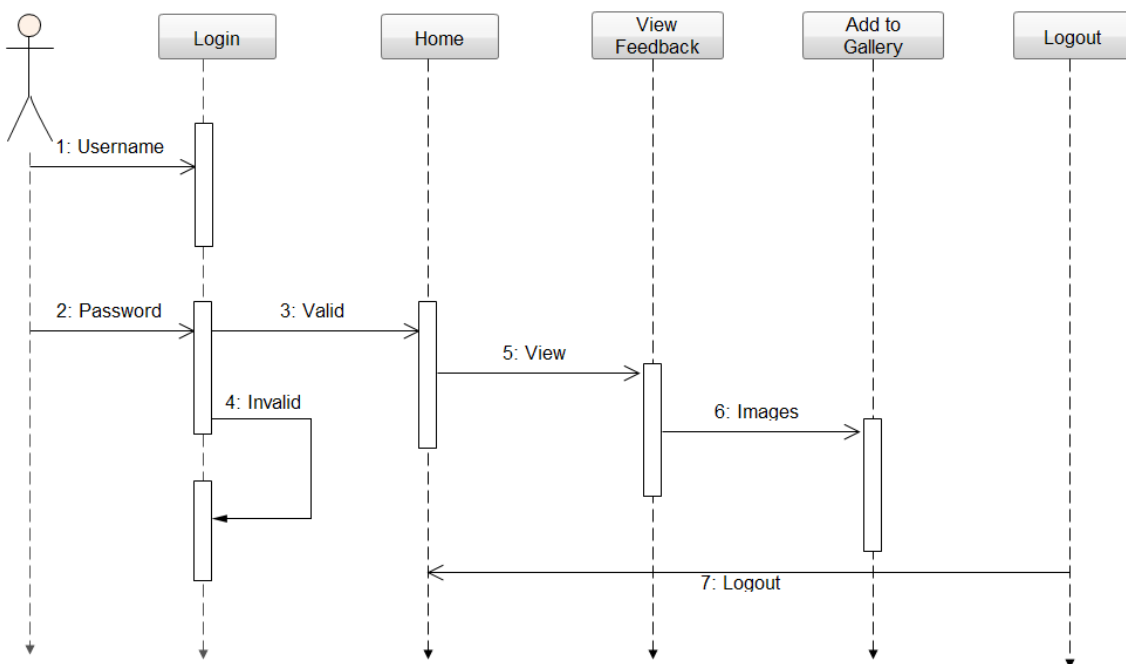 Login
Home
View
Feedback
Add to
Gallery
Logout
1: Username
2: Password
3: Valid
5: View
4: Invalid
6: Images
7: Logout